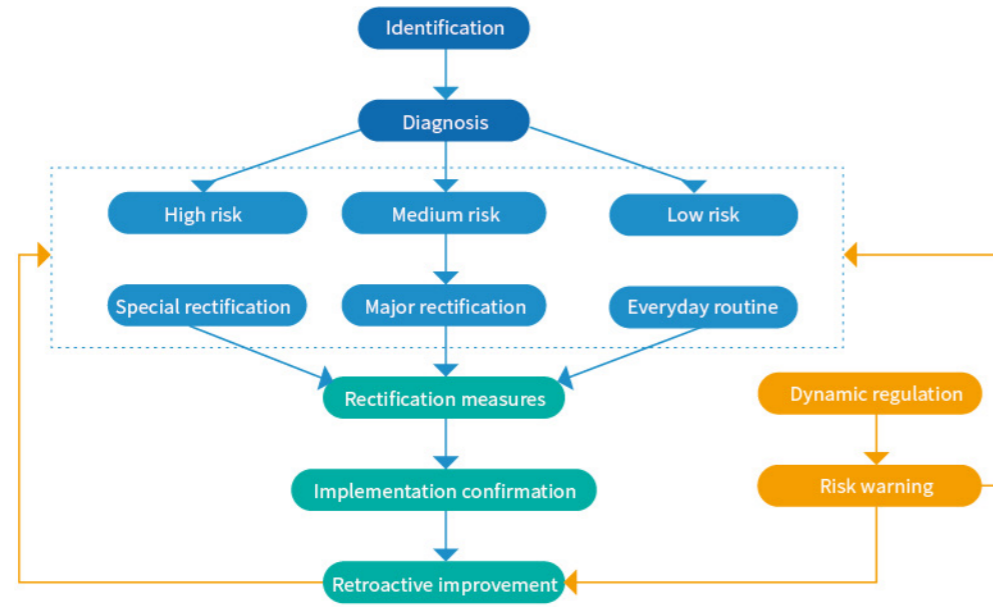 Identification
Diagnosis
High risk
Medium risk
Low risk
Special rectification
Major rectification
Everyday routine
Rectification measures
Dynamic regulation
Implementation confirmation
Risk warning
Retroactive improvement